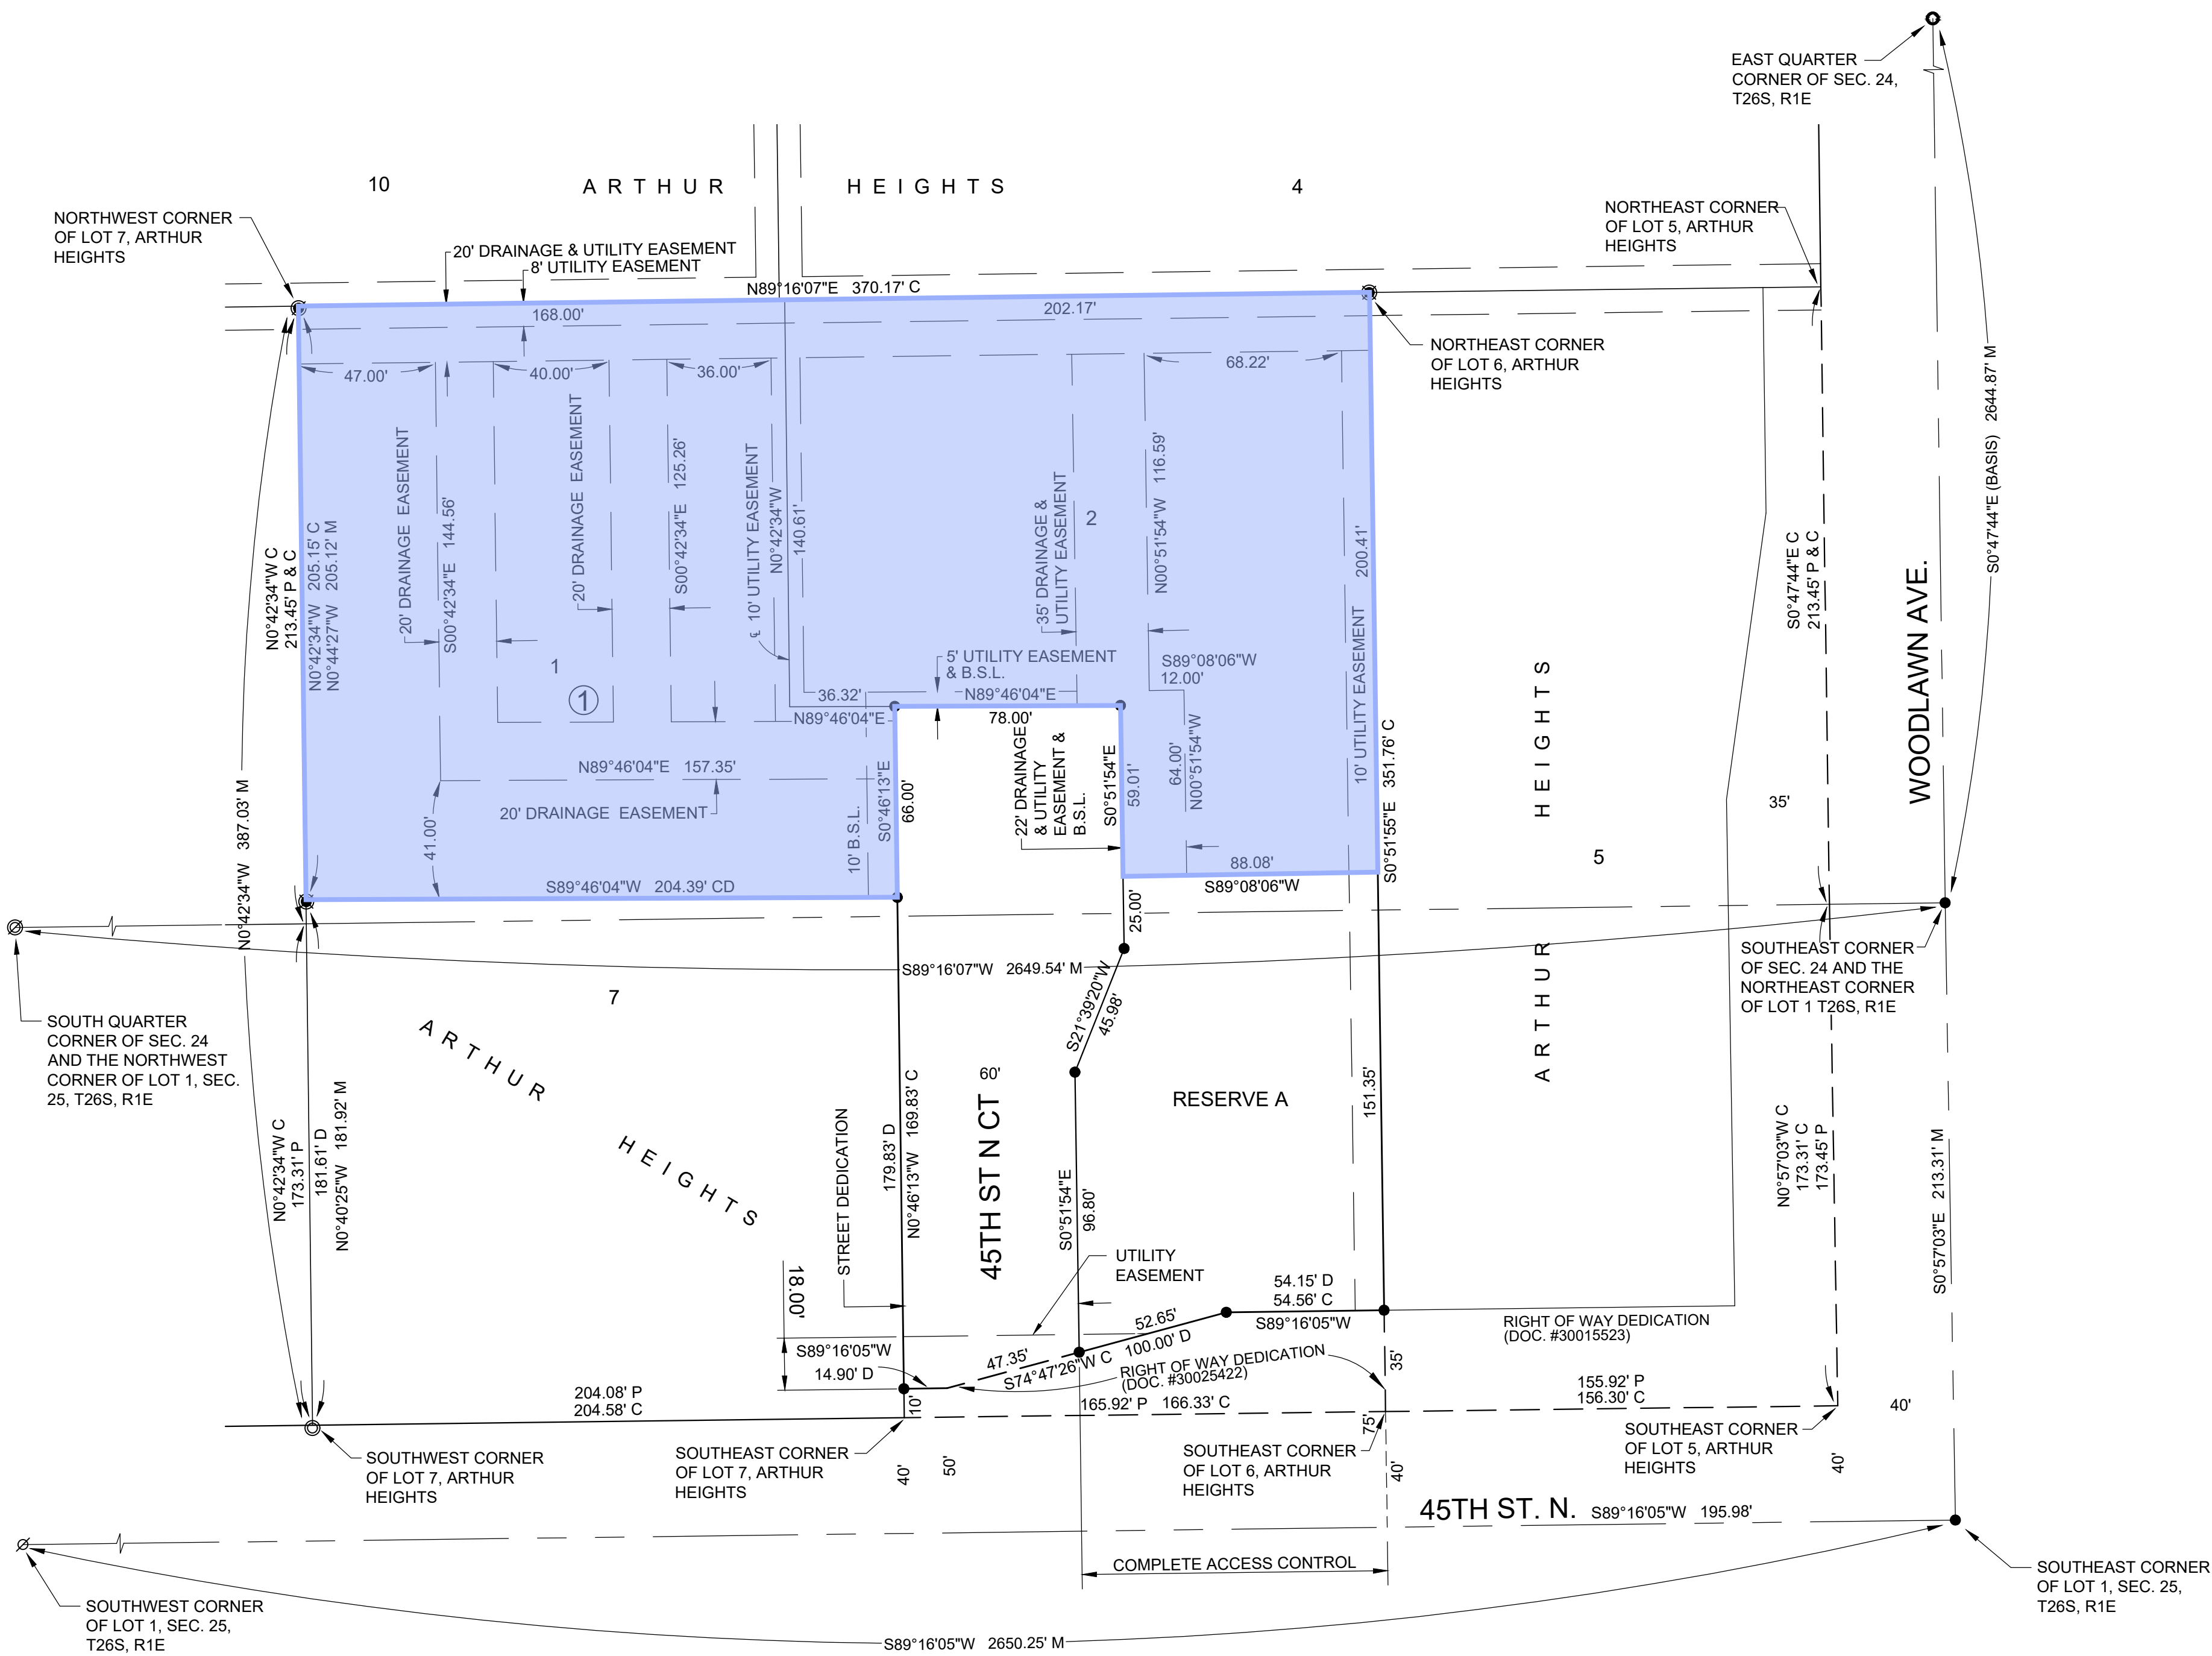 EAST QUARTER
CORNER OF SEC. 24,
T26S, R1E
10
ARTHUR HEIGHTS
4
NORTHWEST CORNER
OF LOT 7, ARTHUR
HEIGHTS
NORTHEAST CORNER
OF LOT 5, ARTHUR
HEIGHTS
20' DRAINAGE & UTILITY EASEMENT
8' UTILITY EASEMENT
N89°16'07"E 370.17' C
168.00'
202.17'
NORTHEAST CORNER
OF LOT 6, ARTHUR
HEIGHTS
47.00'
40.00'
36.00'
68.22'
S0°47'44"E (BASIS) 2644.87' M
N0°42'34"W C
213.45' P & C
N0°42'34"W 205.15' C
N0°44'27"W 205.12' M
20' DRAINAGE EASEMENT
S00°42'34"E 144.56'
20' DRAINAGE EASEMENT
S00°42'34"E 125.26'
℄ 10' UTILITY EASEMENT
N0°42'34"W
140.61'
35' DRAINAGE &
UTILITY EASEMENT
2
N00°51'54"W 116.59'
200.41'
10' UTILITY EASEMENT
S0°47'44"E C
213.45' P & C
WOODLAWN AVE.
1
1
5' UTILITY EASEMENT
& B.S.L.
S89°08'06"W
12.00'
36.32'
N89°46'04"E
N89°46'04"E
78.00'
N89°46'04"E 157.35'
20' DRAINAGE EASEMENT
41.00'
10' B.S.L.
S0°46'13"E
66.00'
22' DRAINAGE
& UTILITY
EASEMENT &
B.S.L.
S0°51'54"E
59.01'
64.00'
N00°51'54"W
S0°51'55"E 351.76' C
ARTHUR HEIGHTS
35'
5
88.08'
S89°08'06"W
S89°46'04"W 204.39' CD
25.00'
N0°42'34"W 387.03' M
S89°16'07"W 2649.54' M
SOUTHEAST CORNER
OF SEC. 24 AND THE
NORTHEAST CORNER
OF LOT 1 T26S, R1E
SOUTH QUARTER
CORNER OF SEC. 24
AND THE NORTHWEST
CORNER OF LOT 1, SEC.
25, T26S, R1E
7
ARTHUR
HEIGHTS
S21°39'20"W
45.98'
60'
RESERVE A
151.35'
N0°42'34"W C
173.31' P
181.61' D
N0°40'25"W 181.92' M
STREET DEDICATION
179.83' D
N0°46'13"W 169.83' C
45TH ST N CT
S0°51'54"E
96.80'
N0°57'03"W C
173.31' C
173.45' P
S0°57'03"E 213.31' M
UTILITY
EASEMENT
18.00'
54.15' D
54.56' C
S89°16'05"W
52.65'
100.00' D
47.35'
S74°47'26"W C
S89°16'05"W
14.90' D
RIGHT OF WAY DEDICATION
(DOC. #30025422)
RIGHT OF WAY DEDICATION
(DOC. #30015523)
35'
204.08' P
204.58' C
10'
165.92' P 166.33' C
75'
155.92' P
156.30' C
40'
SOUTHWEST CORNER
OF LOT 7, ARTHUR
HEIGHTS
SOUTHEAST CORNER
OF LOT 7, ARTHUR
HEIGHTS
40'
50'
SOUTHEAST CORNER
OF LOT 6, ARTHUR
HEIGHTS
40'
SOUTHEAST CORNER
OF LOT 5, ARTHUR
HEIGHTS
40'
45TH ST. N. S89°16'05"W 195.98'
COMPLETE ACCESS CONTROL
SOUTHEAST CORNER
OF LOT 1, SEC. 25,
T26S, R1E
SOUTHWEST CORNER
OF LOT 1, SEC. 25,
T26S, R1E
S89°16'05"W 2650.25' M